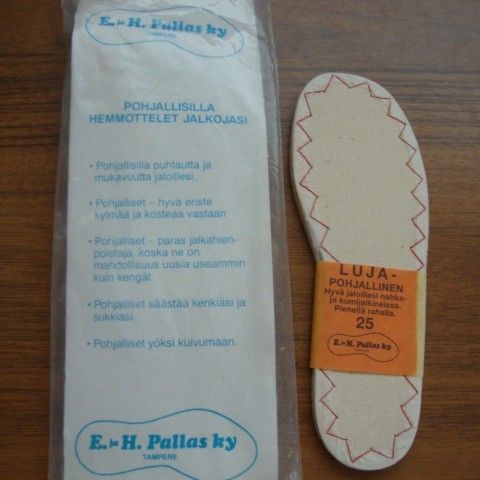 E. ja H. Pallas ky
TAMPERE
POHJALLISILLA
HEMMOTTELET JALKOJASI
• Pohjallisilla puhtautta ja
mukavuutta jaloillesi.
• Pohjalliset – hyvä eriste
kylmää ja kosteaa vastaan
• Pohjalliset – paras jalkahien-
poistaja, koska ne on
mahdollisuus uusia useammin
kuin kengät.
• Pohjalliset säästää kenkiäsi ja
sukkiasi.
• Pohjalliset yöksi kuivumaan.
E. ja H. Pallas ky
TAMPERE
LUJA-
POHJALLINEN
Hyvä jaloillesi nahka-
ja kumijalkineissa.
Pienellä rahalla.
25
E. ja H. Pallas ky
TAMPERE